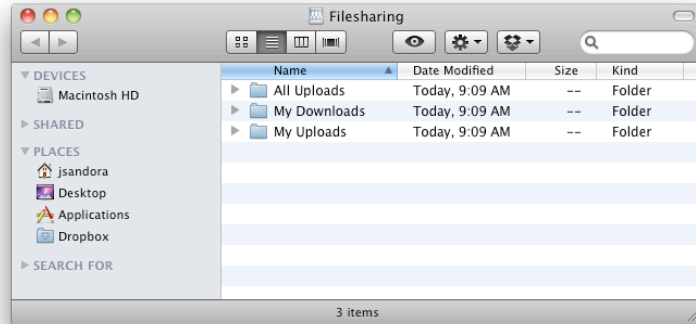 Filesharing
Name Date Modified Size Kind
DEVICES
Macintosh HD
SHARED
PLACES
jsandora
Desktop
Applications
Dropbox
SEARCH FOR
All Uploads Today, 9:09 AM -- Folder
My Downloads Today, 9:09 AM -- Folder
My Uploads Today, 9:09 AM -- Folder
3 items